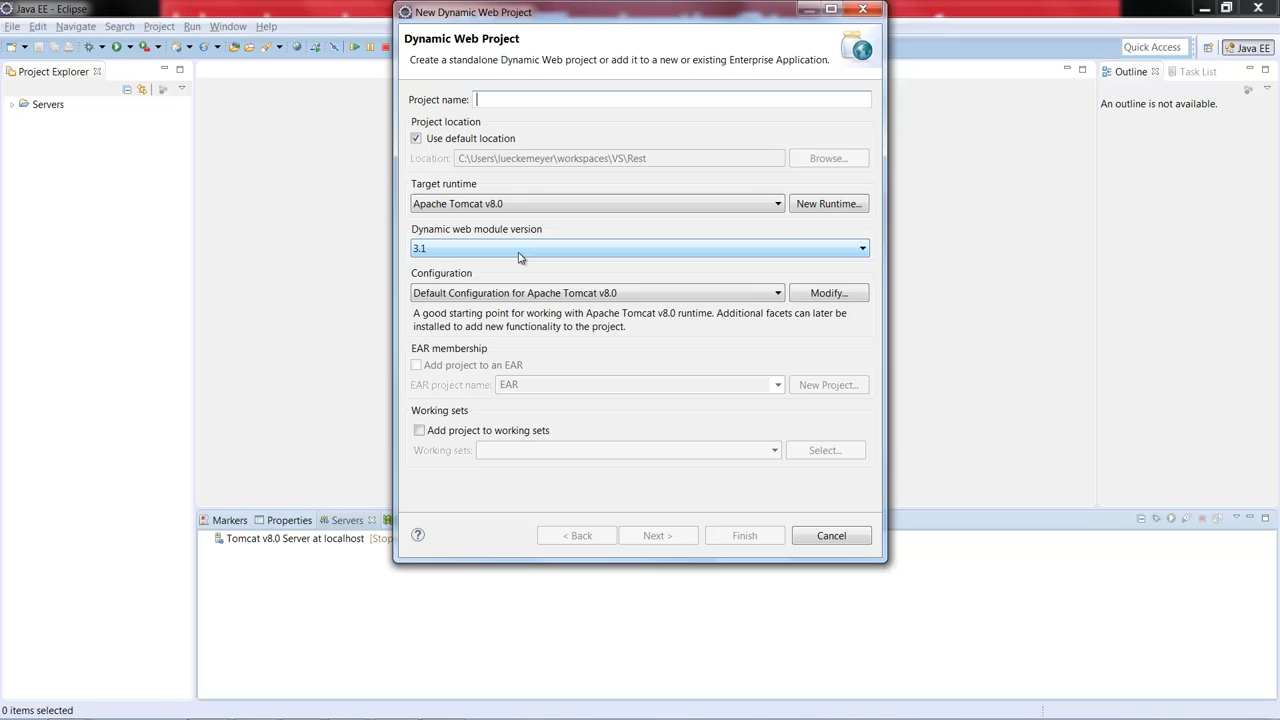 Java EE - Eclipse
New Dynamic Web Project
File Edit Navigate Search Project Run Window Help
Dynamic Web Project
Create a standalone Dynamic Web project or add it to a new or existing Enterprise Application.
Quick Access
Java EE
Project Explorer
Outline
Task List
Project name:
Servers
An outline is not available.
Project location
Use default location
Location: C:\Users\lueckemeyer\workspaces\VS\Rest
Browse...
Target runtime
Apache Tomcat v8.0
New Runtime...
Dynamic web module version
3.1
Configuration
Default Configuration for Apache Tomcat v8.0
Modify...
A good starting point for working with Apache Tomcat v8.0 runtime. Additional facets can later be
installed to add new functionality to the project.
EAR membership
Add project to an EAR
EAR project name: EAR
New Project...
Working sets
Add project to working sets
Working sets:
Select...
Markers Properties Servers
Tomcat v8.0 Server at localhost [Stop
< Back
Next >
Finish
Cancel
0 items selected